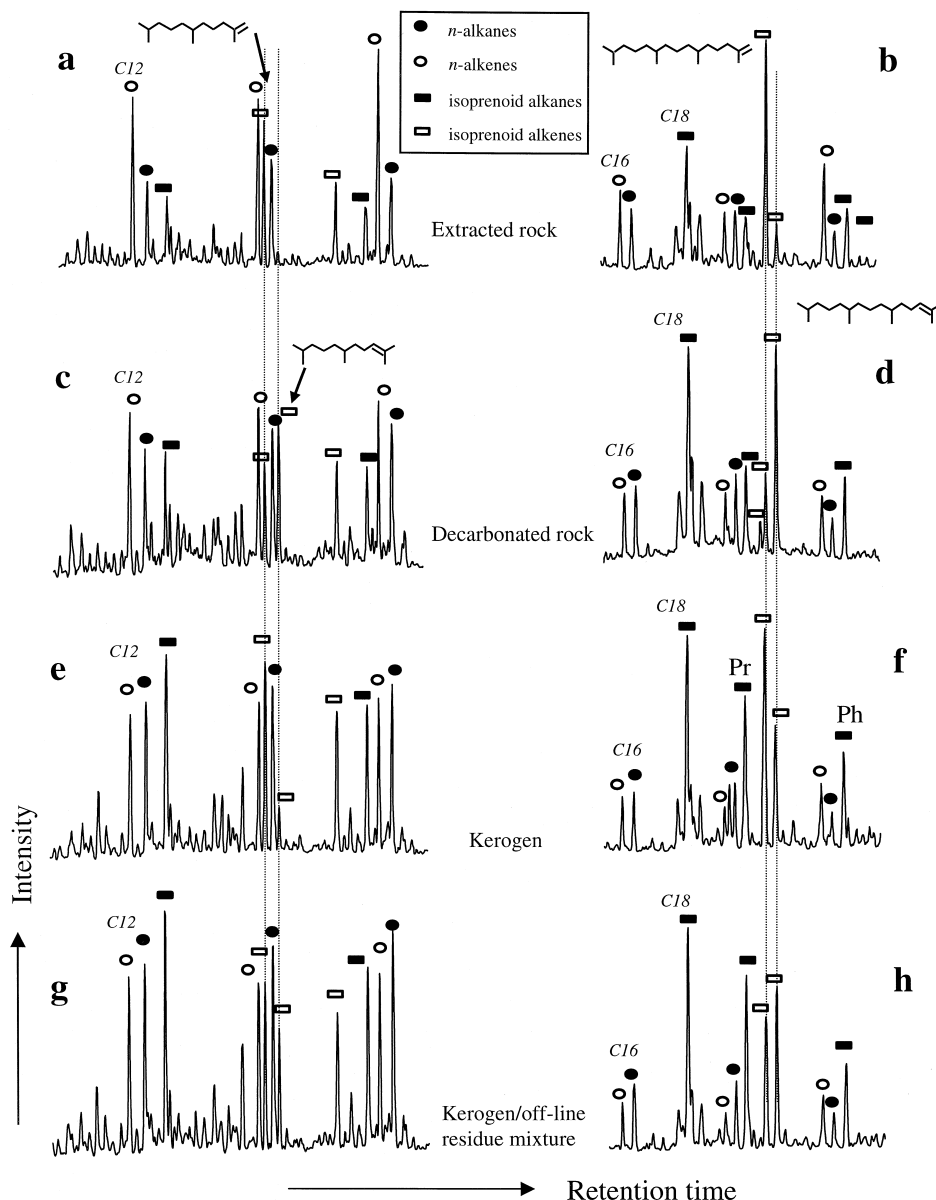 a
C12
n-alkanes
n-alkenes
isoprenoid alkanes
isoprenoid alkenes
b
C18
C16
Extracted rock
c
C12
d
C18
C16
Decarbonated rock
e
C12
f
C18
Pr
Ph
C16
Kerogen
Intensity
g
C12
h
C18
C16
Kerogen/off-line
residue mixture
Retention time